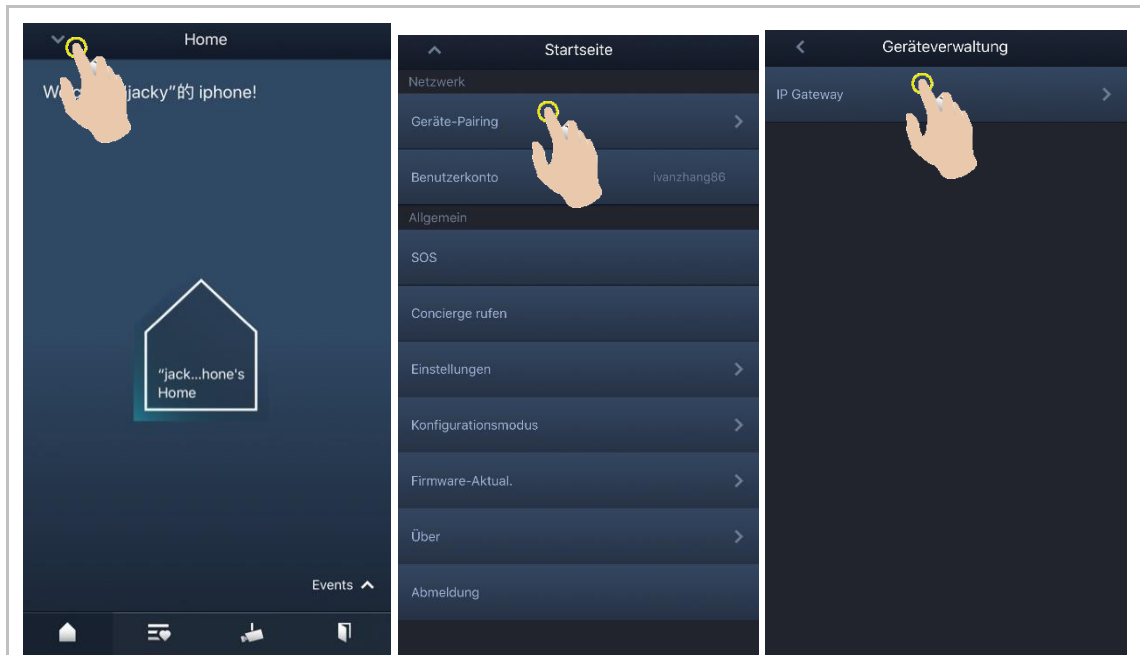 Home
jacky"的 iphone!
"jack...hone's
Home
Events
Startseite
Netzwerk
Geräte-Pairing
Benutzerkonto ivanzhang86
Allgemein
SOS
Concierge rufen
Einstellungen
Konfigurationsmodus
Firmware-Aktual.
Über
Abmeldung
Geräteverwaltung
IP Gateway